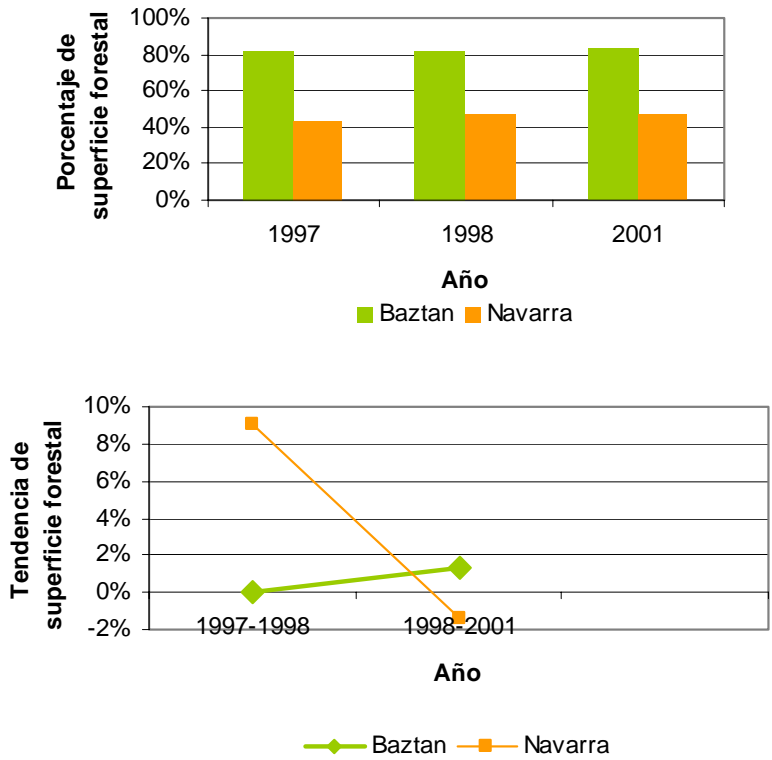 100%
80%
60%
40%
20%
0%
Porcentaje de
superficie forestal
1997 1998 2001
Año
Baztan Navarra
10%
8%
6%
4%
2%
0%
-2%
Tendencia de
superficie forestal
1997-1998 1998-2001
Año
Baztan Navarra